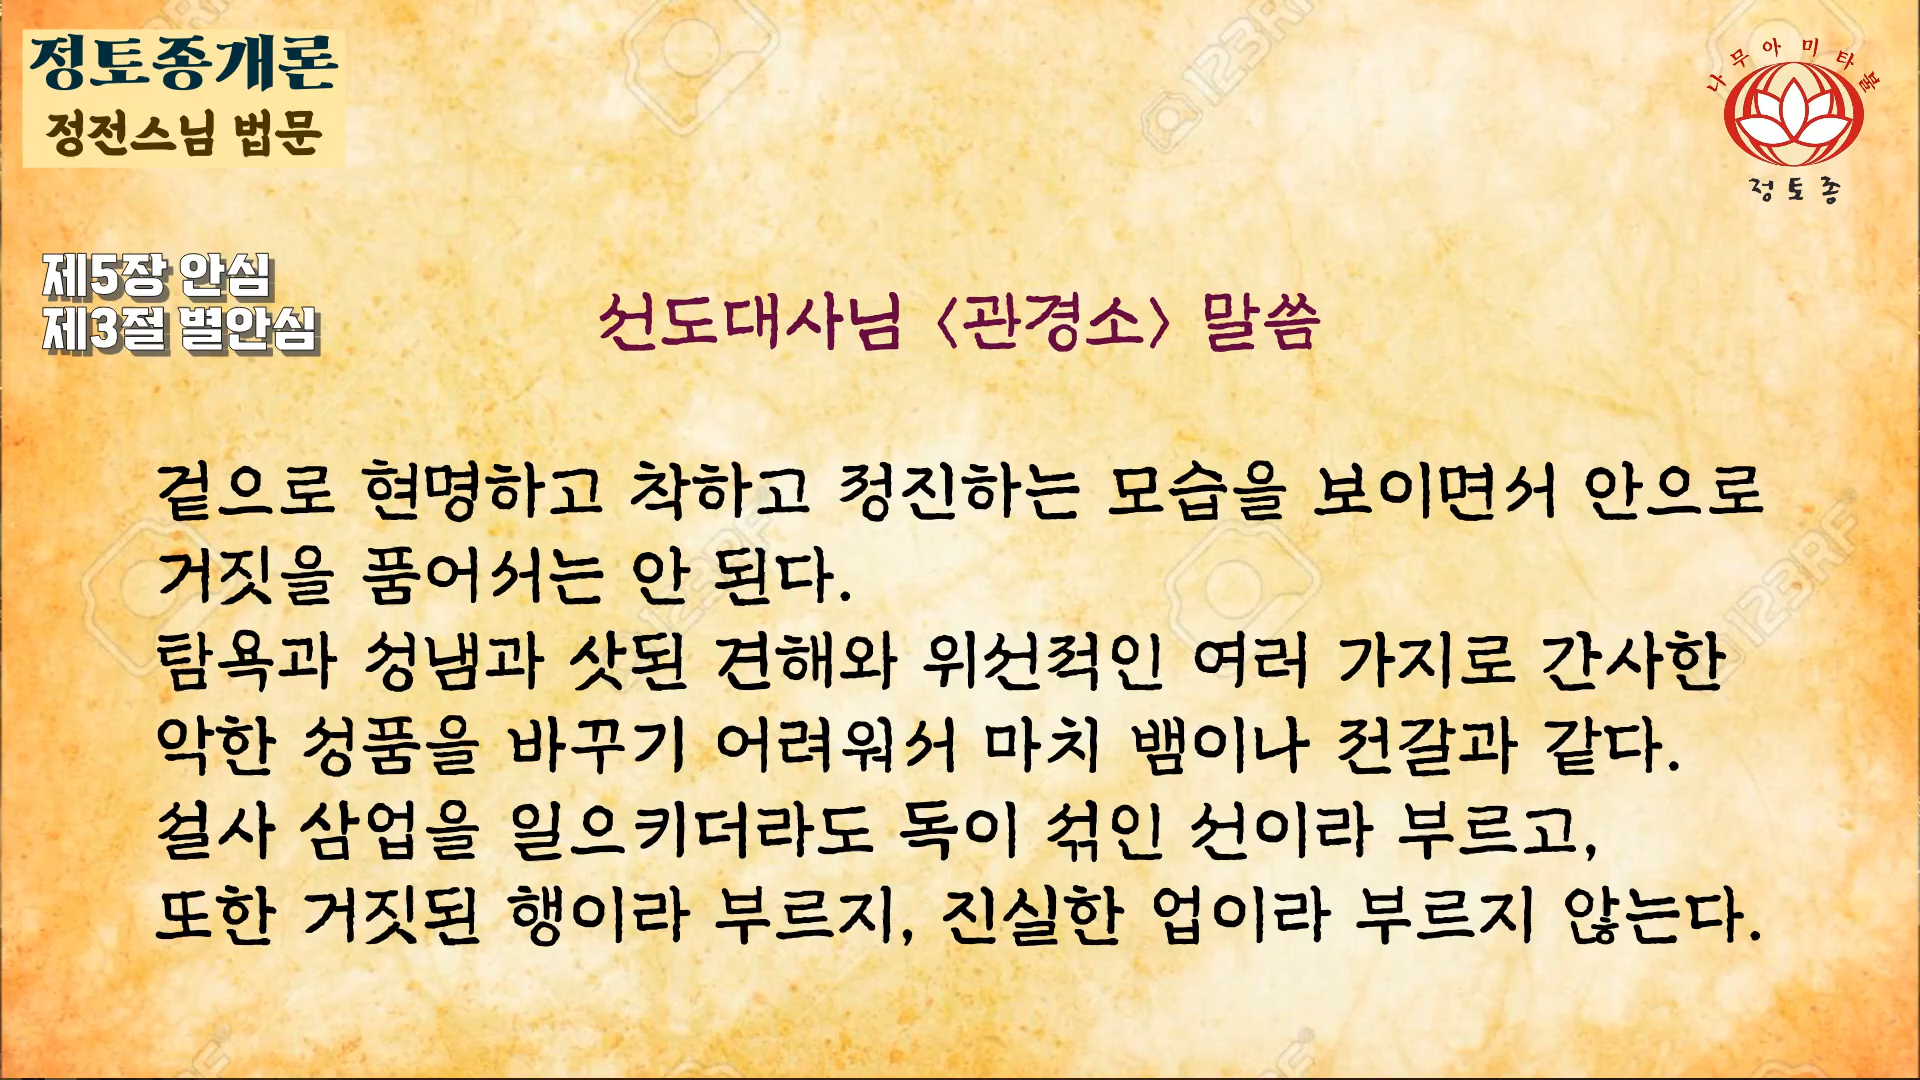 정토종개론
정전스님 법문
나무아미타불
정토종
제5장 안심
제3절 별안심
선도대사님 <관경소> 말씀
겉으로 현명하고 착하고 정진하는 모습을 보이면서 안으로
거짓을 품어서는 안 된다.
탐욕과 성냄과 삿된 견해와 위선적인 여러 가지로 간사한
악한 성품을 바꾸기 어려워서 마치 뱀이나 전갈과 같다.
설사 삼업을 일으키더라도 독이 섞인 선이라 부르고,
또한 거짓된 행이라 부르지, 진실한 업이라 부르지 않는다.
123RF
123RF
123RF
123RF
123RF
123RF